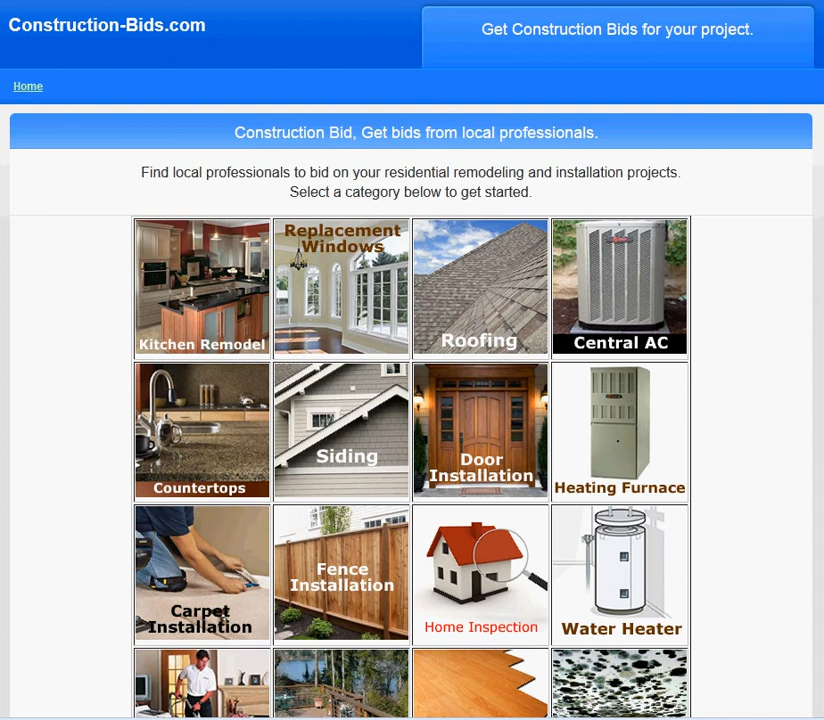 Construction-Bids.com
Get Construction Bids for your project.
Home
Construction Bid, Get bids from local professionals.
Find local professionals to bid on your residential remodeling and installation projects.
Select a category below to get started.
Kitchen Remodel
Replacement
Windows
Roofing
Central AC
Countertops
Siding
Door
Installation
Heating Furnace
Carpet
Installation
Fence
Installation
Home Inspection
Water Heater